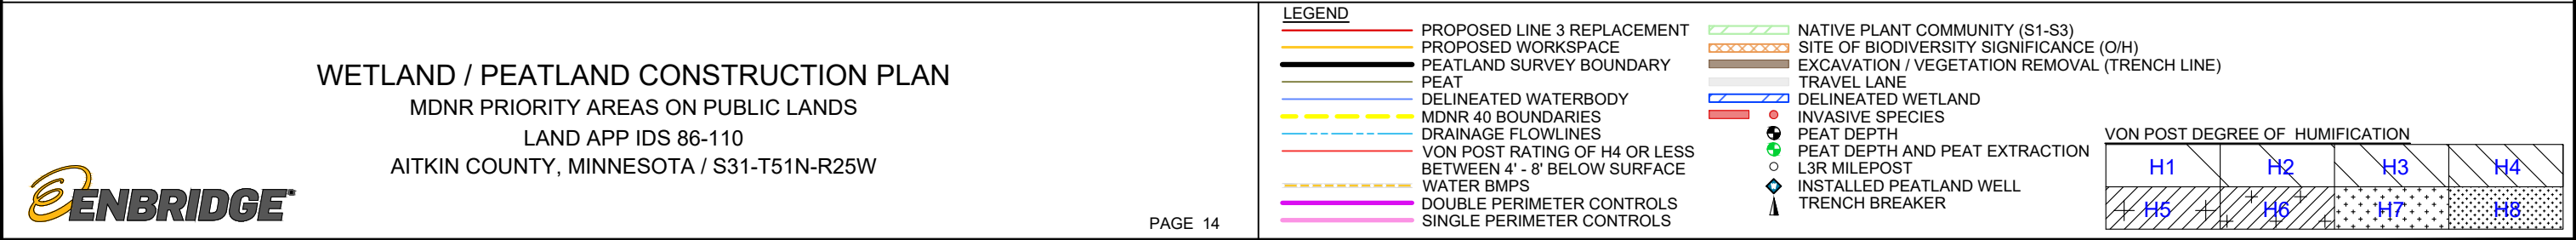 WETLAND / PEATLAND CONSTRUCTION PLAN
MDNR PRIORITY AREAS ON PUBLIC LANDS
LAND APP IDS 86-110
AITKIN COUNTY, MINNESOTA / S31-T51N-R25W
ENBRIDGE
PAGE 14
LEGEND
PROPOSED LINE 3 REPLACEMENT
PROPOSED WORKSPACE
PEATLAND SURVEY BOUNDARY
PEAT
DELINEATED WATERBODY
MDNR 40 BOUNDARIES
DRAINAGE FLOWLINES
VON POST RATING OF H4 OR LESS
BETWEEN 4' - 8' BELOW SURFACE
WATER BMPS
DOUBLE PERIMETER CONTROLS
SINGLE PERIMETER CONTROLS
NATIVE PLANT COMMUNITY (S1-S3)
SITE OF BIODIVERSITY SIGNIFICANCE (O/H)
EXCAVATION / VEGETATION REMOVAL (TRENCH LINE)
TRAVEL LANE
DELINEATED WETLAND
INVASIVE SPECIES
PEAT DEPTH
PEAT DEPTH AND PEAT EXTRACTION
L3R MILEPOST
INSTALLED PEATLAND WELL
TRENCH BREAKER
VON POST DEGREE OF HUMIFICATION
H1 H2 H3 H4
H5 H6 H7 H8